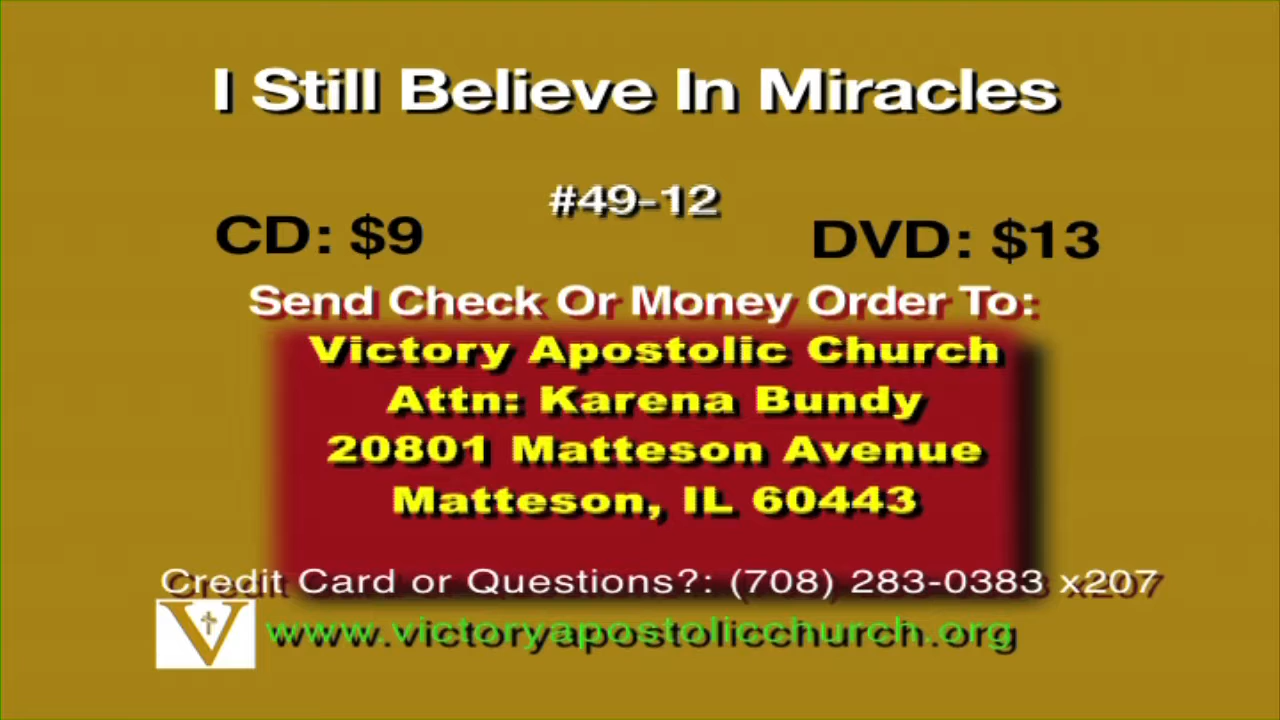 I Still Believe In Miracles
#49-12
CD: $9
DVD: $13
Send Check Or Money Order To:
Victory Apostolic Church
Attn: Karena Bundy
20801 Matteson Avenue
Matteson, IL 60443
Credit Card or Questions?: (708) 283-0383 x207
V
www.victoryapostolicchurch.org